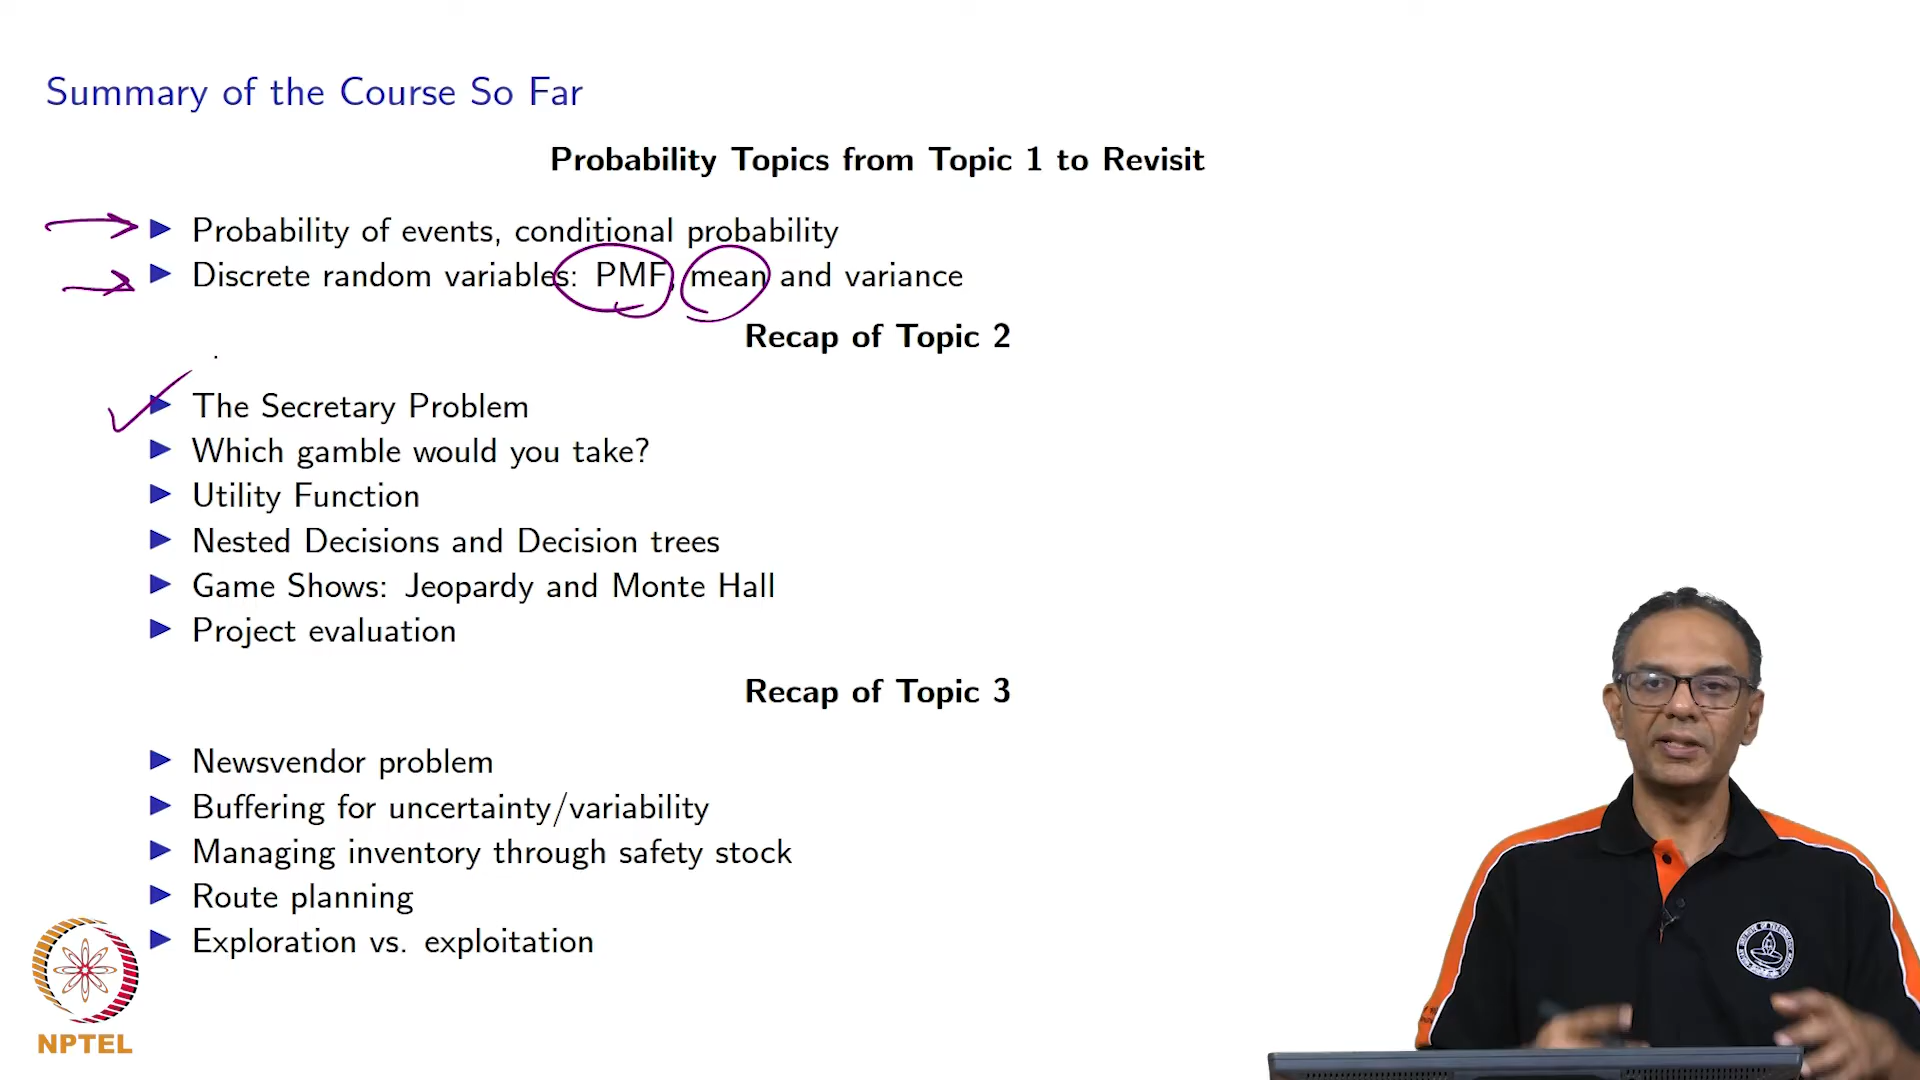 Summary of the Course So Far
Probability Topics from Topic 1 to Revisit
Probability of events, conditional probability
Discrete random variables: PMF, mean and variance
Recap of Topic 2
The Secretary Problem
Which gamble would you take?
Utility Function
Nested Decisions and Decision trees
Game Shows: Jeopardy and Monte Hall
Project evaluation
Recap of Topic 3
Newsvendor problem
Buffering for uncertainty/variability
Managing inventory through safety stock
Route planning
Exploration vs. exploitation
NPTEL